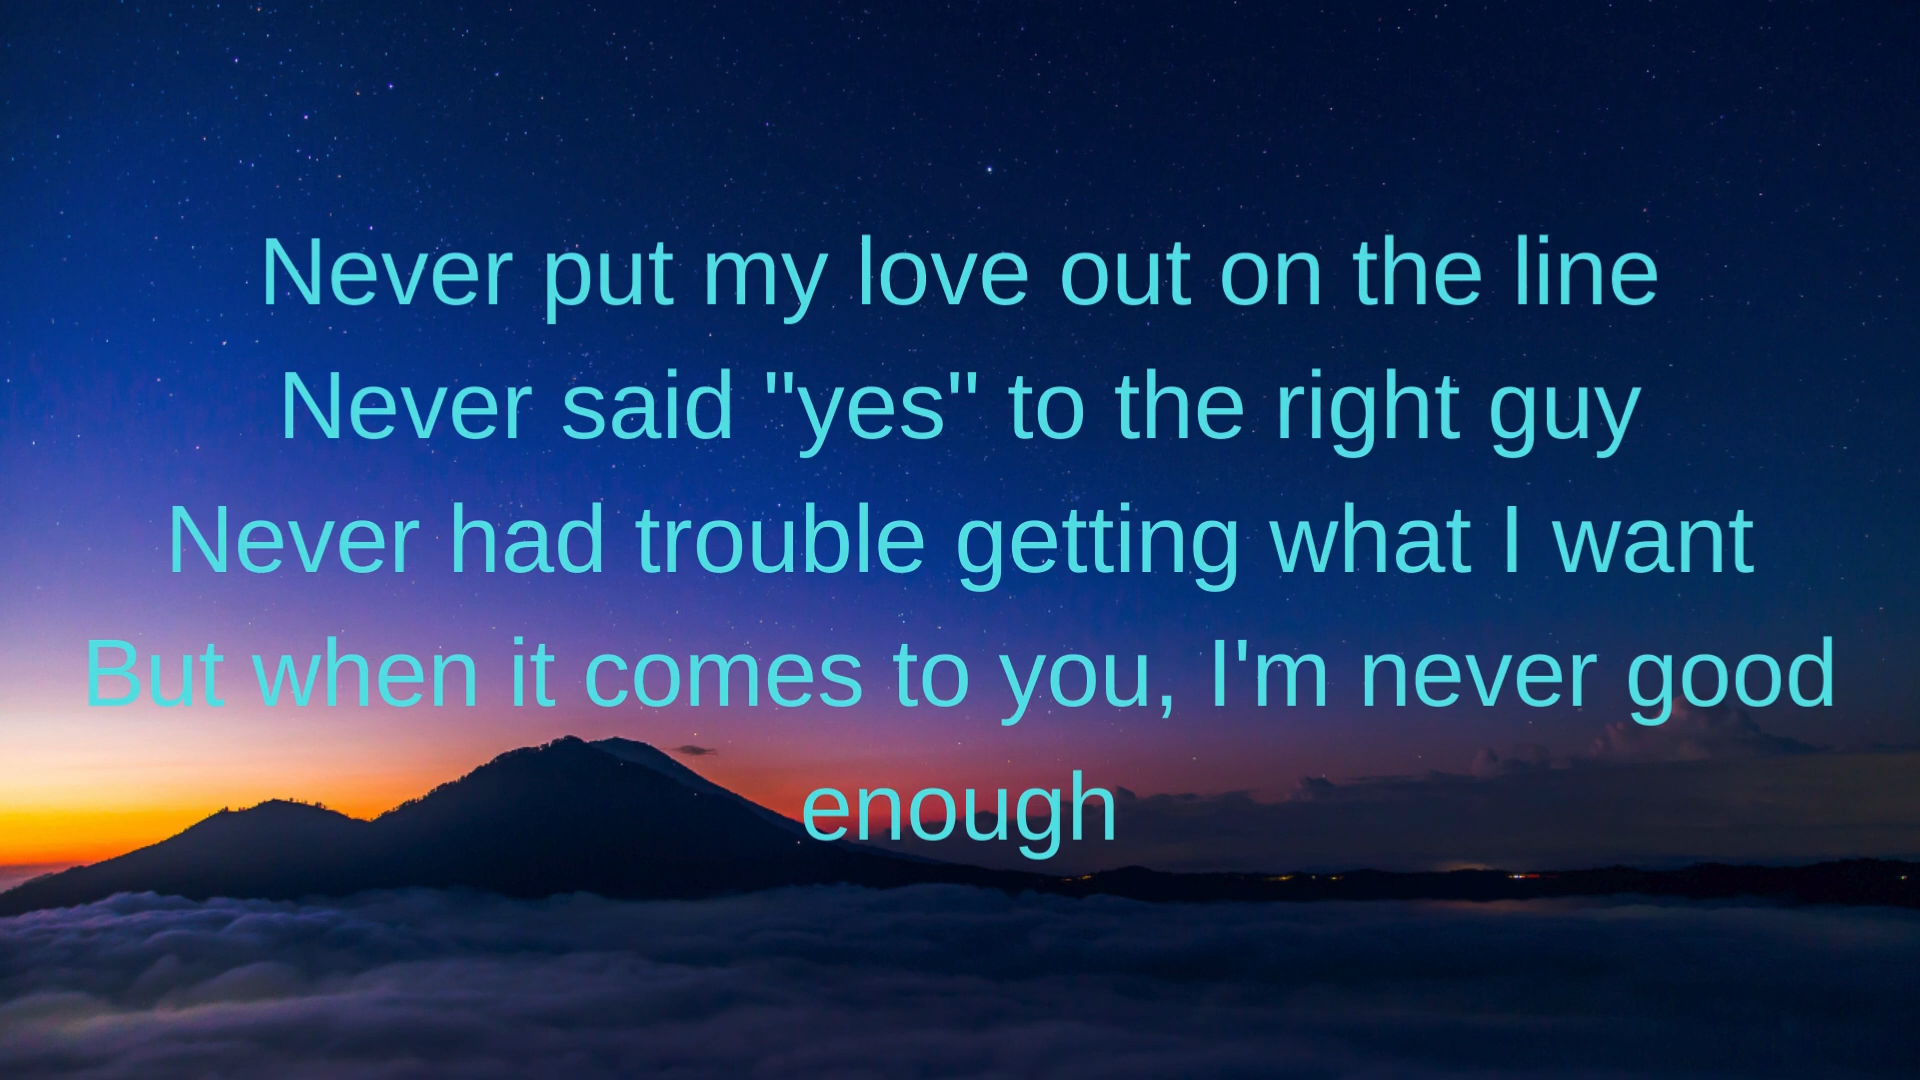 Never put my love out on the line
Never said "yes" to the right guy
Never had trouble getting what I want
But when it comes to you, I'm never good
enough